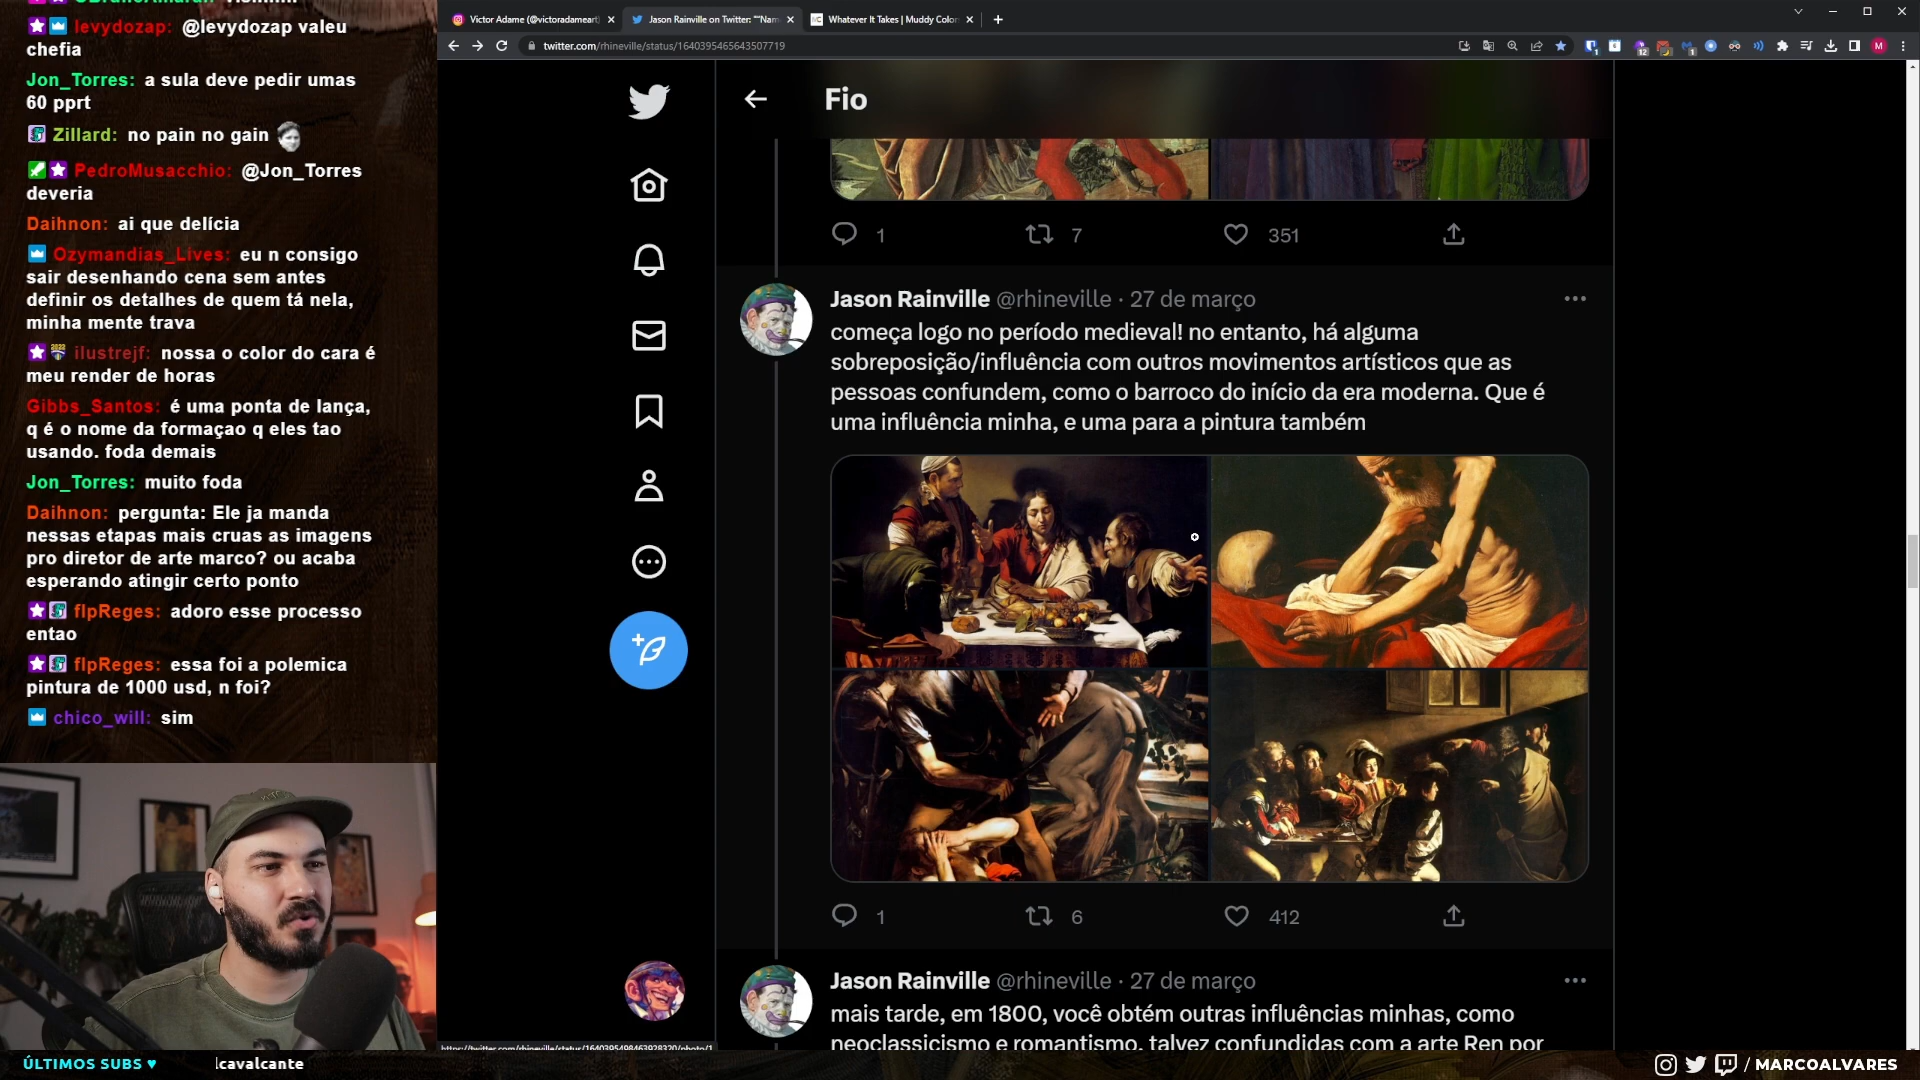 levydozap: @levydozap valeu
chefia
Jon_Torres: a sula deve pedir umas
60 pprt
Zillard: no pain no gain
PedroMusacchio: @Jon_Torres
deveria
Daihnon: ai que delícia
Ozymandias_Lives: eu n consigo
sair desenhando cena sem antes
definir os detalhes de quem tá nela,
minha mente trava
ilustrejf: nossa o color do cara é
meu render de horas
Gibbs_Santos: é uma ponta de lança,
q é o nome da formaçao q eles tao
usando. foda demais
Jon_Torres: muito foda
Daihnon: pergunta: Ele ja manda
nessas etapas mais cruas as imagens
pro diretor de arte marco? ou acaba
esperando atingir certo ponto
flpReges: adoro esse processo
entao
flpReges: essa foi a polemica
pintura de 1000 usd, n foi?
chico_will: sim
ÚLTIMOS SUBS ♥ lcavalcante
Victor Adame (@victoradameart)
Jason Rainville on Twitter: ""Nam
Whatever It Takes | Muddy Color
twitter.com/rhineville/status/1640395465643507719
Fio
1 7 351
Jason Rainville @rhineville · 27 de março
começa logo no período medieval! no entanto, há alguma
sobreposição/influência com outros movimentos artísticos que as
pessoas confundem, como o barroco do início da era moderna. Que é
uma influência minha, e uma para a pintura também
1 6 412
Jason Rainville @rhineville · 27 de março
mais tarde, em 1800, você obtém outras influências minhas, como
neoclassicismo e romantismo, talvez confundidas com a arte Ren por
https://twitter.com/rhineville/status/1640395498463928320/photo/1
/ MARCOALVARES